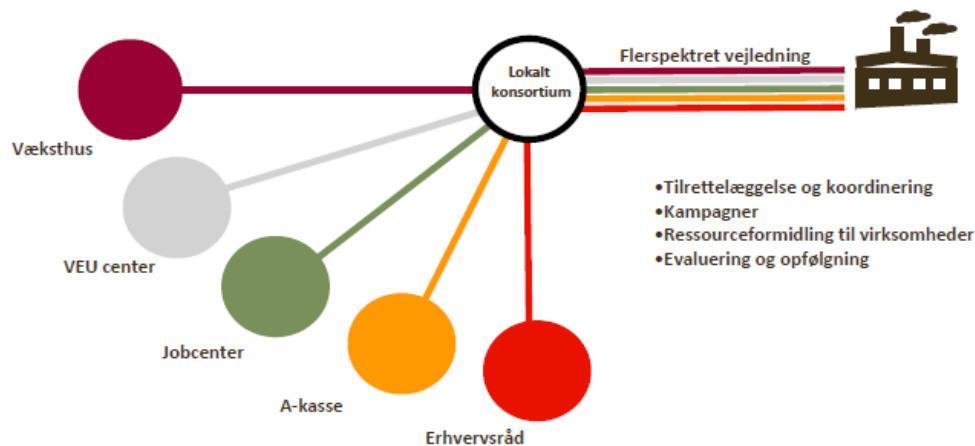 Flerspektret vejledning
Lokalt
konsortium
Væksthus
VEU center
Jobcenter
A-kasse
Erhvervsråd
•Tilrettelæggelse og koordinering
•Kampagner
•Ressourceformidling til virksomheder
•Evaluering og opfølgning